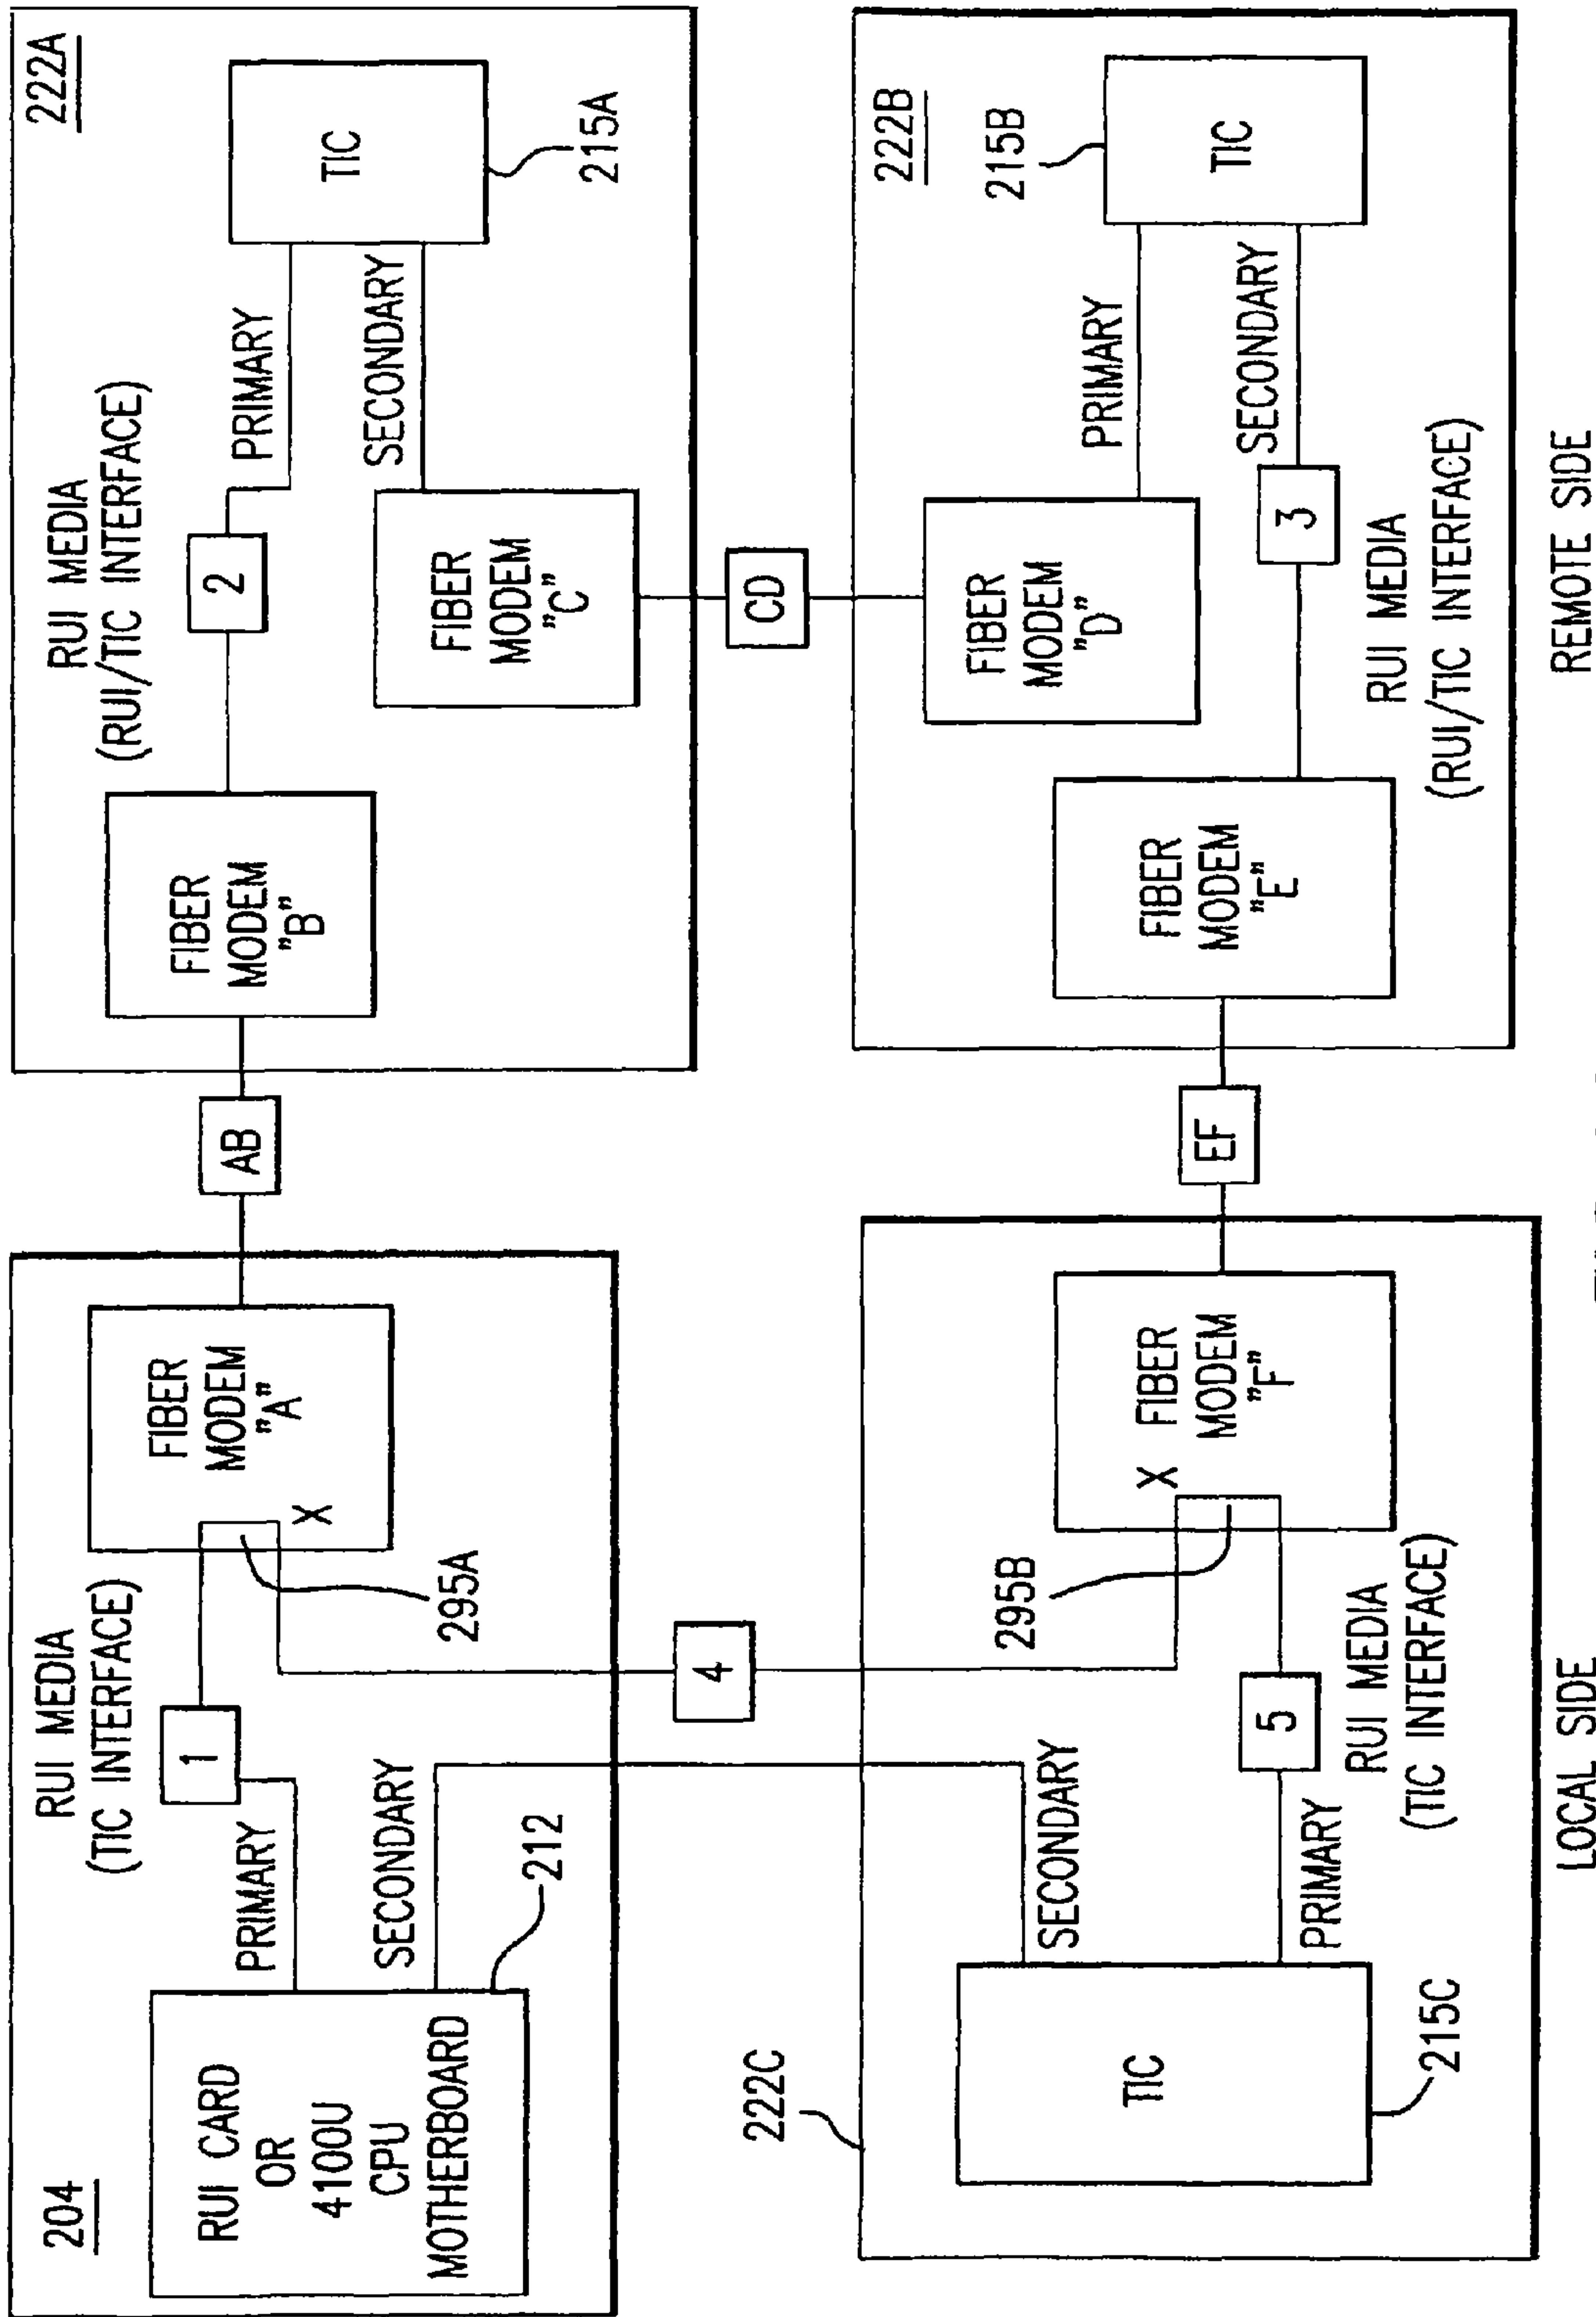 204
RUI CARD
OR
4100U
CPU
MOTHERBOARD
212
PRIMARY
SECONDARY
RUI MEDIA
(TIC INTERFACE)
1
295A
X
FIBER
MODEM
"A"
AB
222A
FIBER
MODEM
"B"
RUI MEDIA
(RUI/TIC INTERFACE)
2
PRIMARY
SECONDARY
FIBER
MODEM
"C"
TIC
215A
4
CD
222C
TIC
215C
SECONDARY
PRIMARY
5
RUI MEDIA
(TIC INTERFACE)
295B
X
FIBER
MODEM
"F"
EF
222B
FIBER
MODEM
"D"
FIBER
MODEM
"E"
PRIMARY
SECONDARY
3
RUI MEDIA
(RUI/TIC INTERFACE)
215B
TIC
LOCAL SIDE
REMOTE SIDE